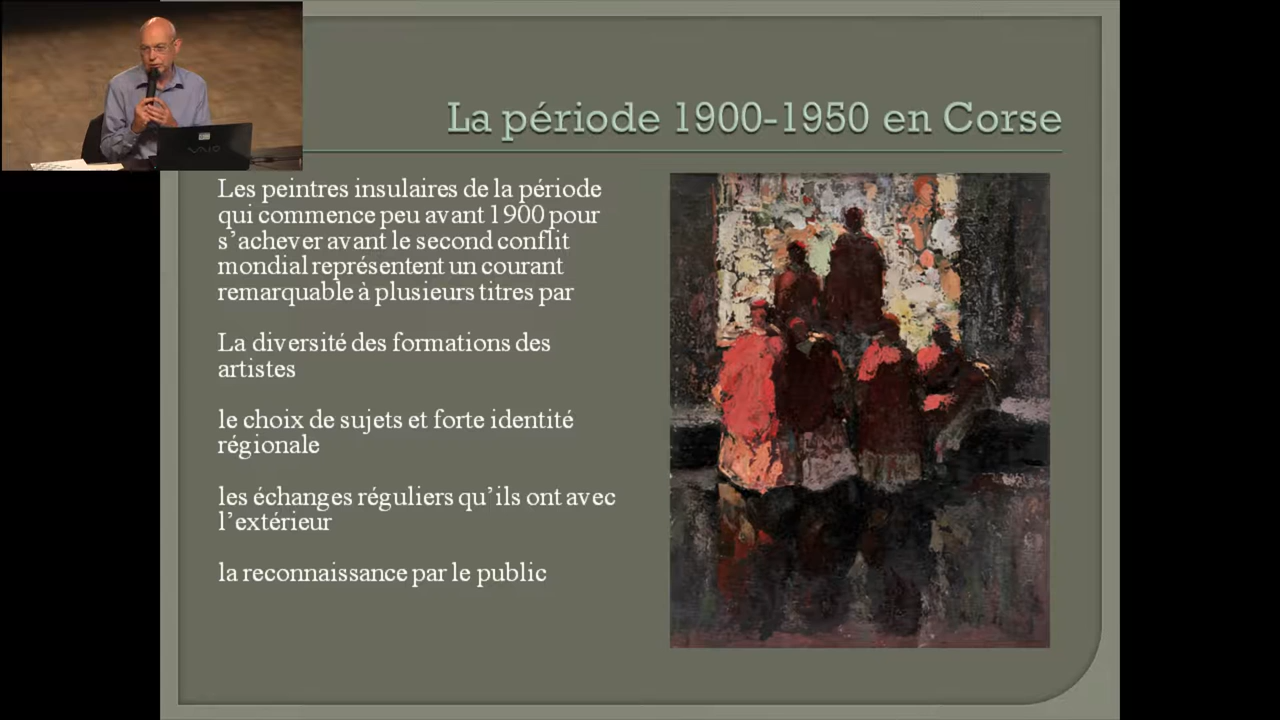 La période 1900-1950 en Corse
Les peintres insulaires de la période
qui commence peu avant 1900 pour
s'achever avant le second conflit
mondial représentent un courant
remarquable à plusieurs titres par
La diversité des formations des
artistes
le choix de sujets et forte identité
régionale
les échanges réguliers qu'ils ont avec
l'extérieur
la reconnaissance par le public
VAIO